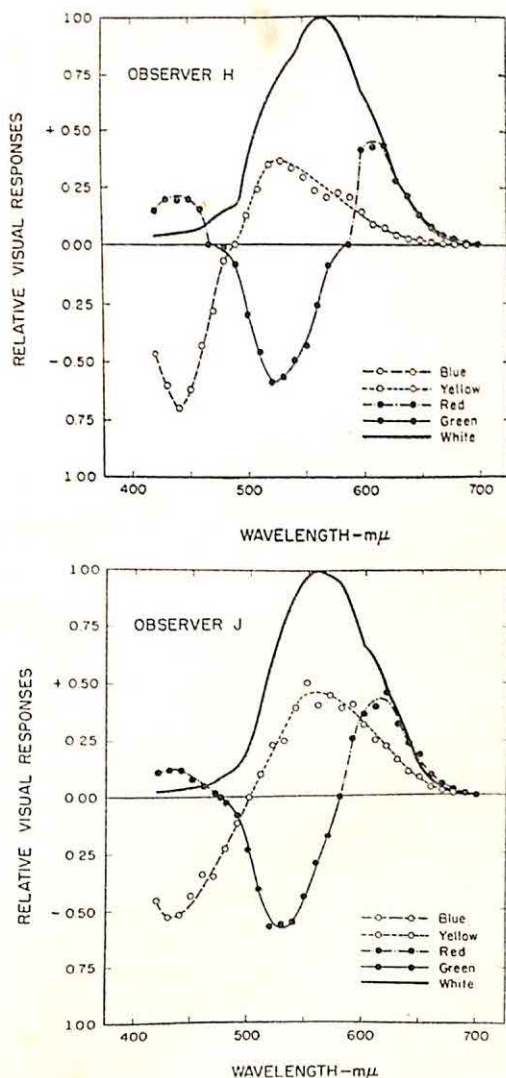 1.00
0.75
+ 0.50
0.25
0.00
0.25
- 0.50
0.75
1.00
RELATIVE VISUAL RESPONSES
OBSERVER H
Blue
Yellow
Red
Green
White
400 500 600 700
WAVELENGTH-mμ
1.00
0.75
+ 0.50
0.25
0.00
0.25
- 0.50
0.75
1.00
RELATIVE VISUAL RESPONSES
OBSERVER J
Blue
Yellow
Red
Green
White
400 500 600 700
WAVELENGTH-mμ